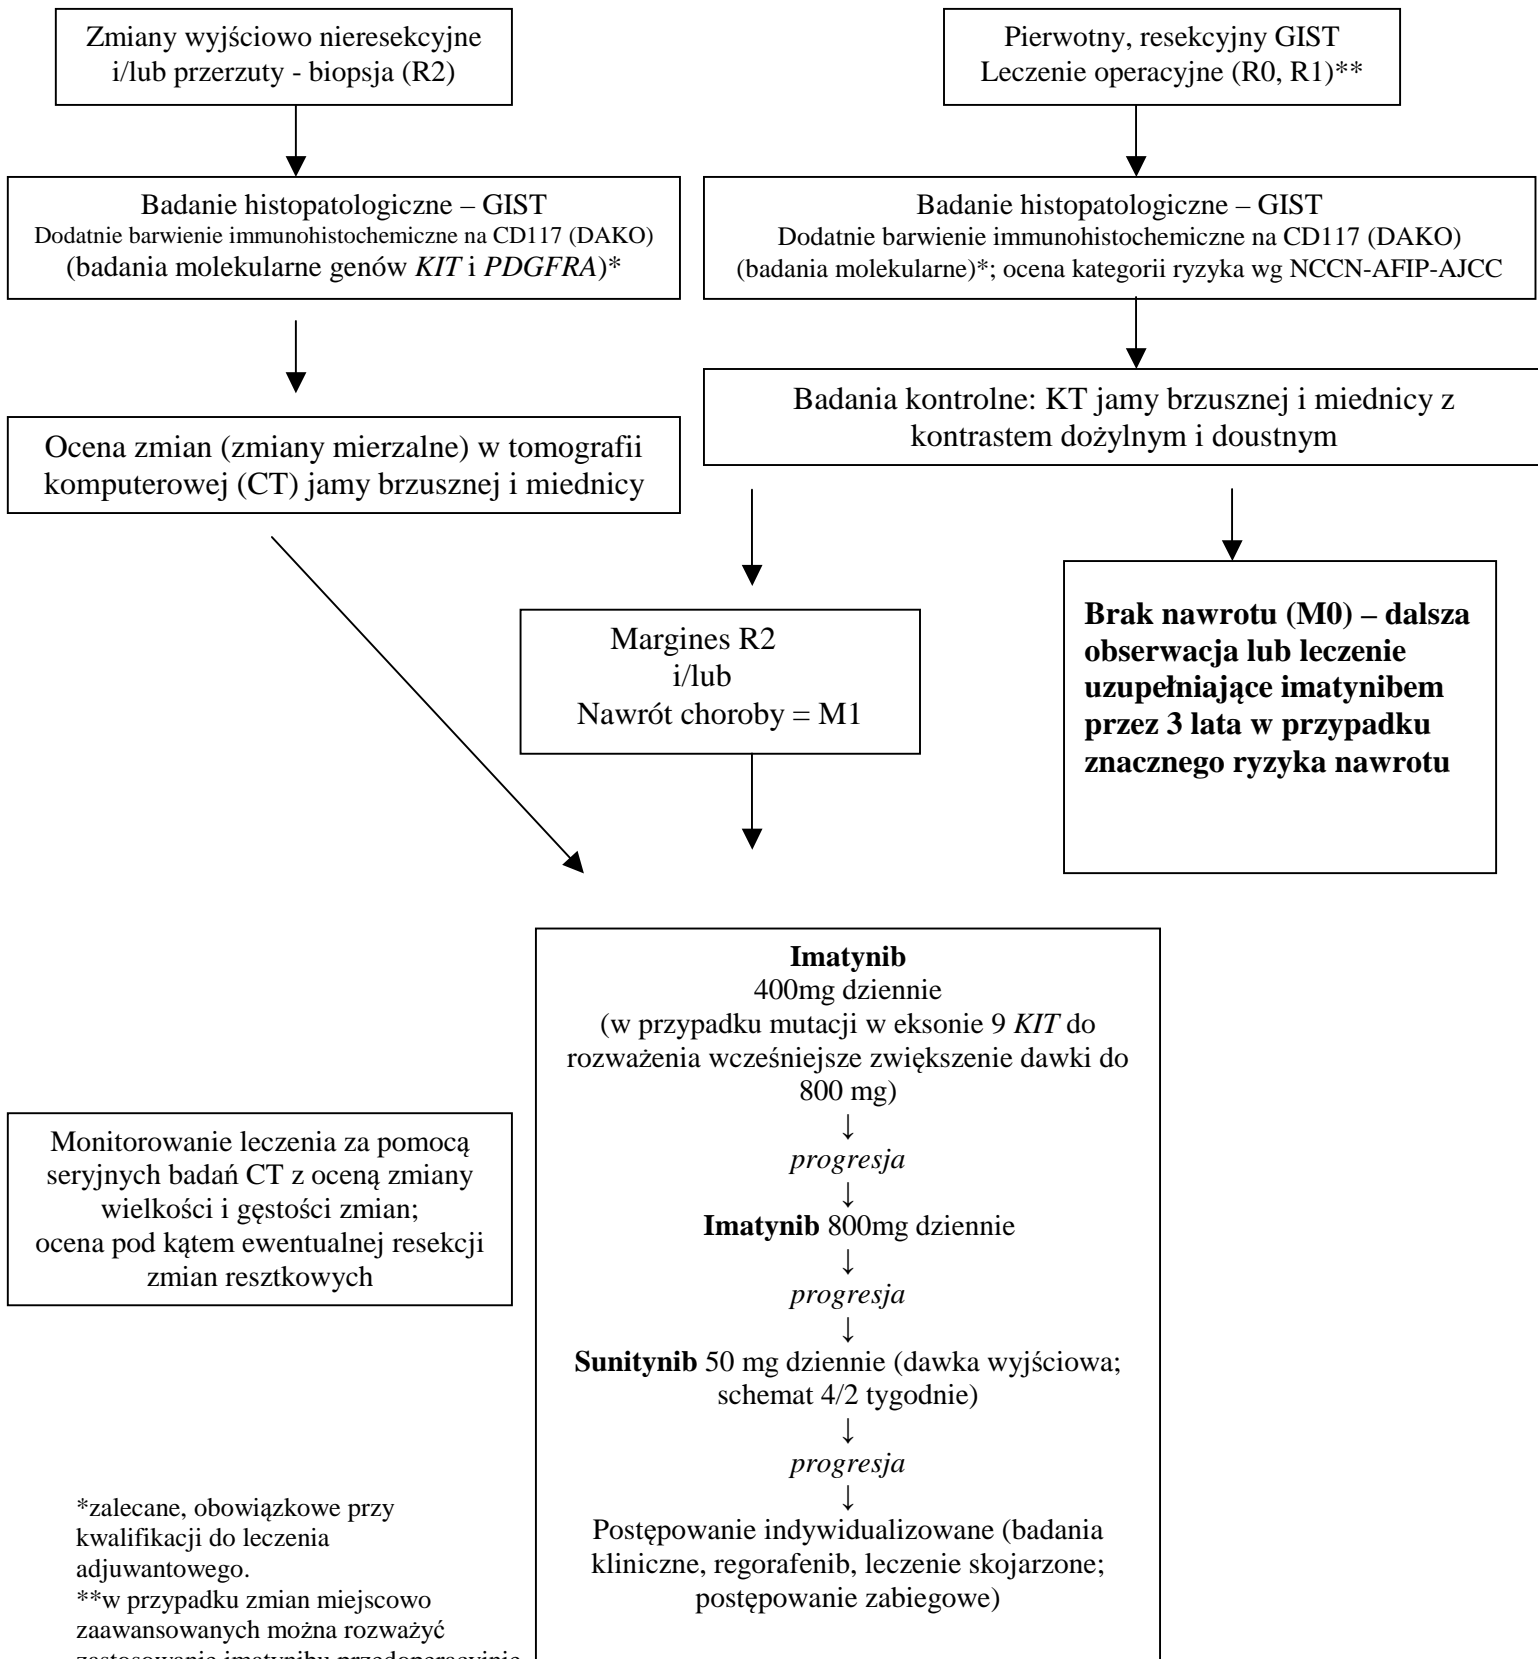 Zmiany wyjściowo nieresekcyjne
i/lub przerzuty - biopsja (R2)
Pierwotny, resekcyjny GIST
Leczenie operacyjne (R0, R1)**
Badanie histopatologiczne – GIST
Dodatnie barwienie immunohistochemiczne na CD117 (DAKO)
(badania molekularne genów KIT i PDGFRA)*
Badanie histopatologiczne – GIST
Dodatnie barwienie immunohistochemiczne na CD117 (DAKO)
(badania molekularne)*; ocena kategorii ryzyka wg NCCN-AFIP-AJCC
Ocena zmian (zmiany mierzalne) w tomografii
komputerowej (CT) jamy brzusznej i miednicy
Badania kontrolne: KT jamy brzusznej i miednicy z
kontrastem dożylnym i doustnym
Margines R2
i/lub
Nawrót choroby = M1
Brak nawrotu (M0) – dalsza
obserwacja lub leczenie
uzupełniające imatynibem
przez 3 lata w przypadku
znacznego ryzyka nawrotu
Imatynib
400mg dziennie
(w przypadku mutacji w eksonie 9 KIT do
rozważenia wcześniejsze zwiększenie dawki do
800 mg)
↓
progresja
↓
Imatynib 800mg dziennie
↓
progresja
↓
Sunitynib 50 mg dziennie (dawka wyjściowa;
schemat 4/2 tygodnie)
↓
progresja
↓
Postępowanie indywidualizowane (badania
kliniczne, regorafenib, leczenie skojarzone;
postępowanie zabiegowe)
Monitorowanie leczenia za pomocą
seryjnych badań CT z oceną zmiany
wielkości i gęstości zmian;
ocena pod kątem ewentualnej resekcji
zmian resztkowych
*zalecane, obowiązkowe przy
kwalifikacji do leczenia
adjuwantowego.
**w przypadku zmian miejscowo
zaawansowanych można rozważyć
zastosowanie imatynibu przedoperacyjnie